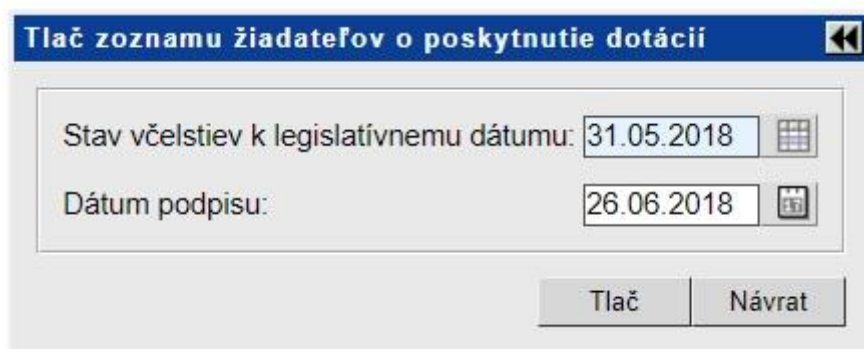 Tlač zoznamu žiadateľov o poskytnutie dotácií
Stav včelstiev k legislatívnemu dátumu: 31.05.2018
Dátum podpisu: 26.06.2018
Tlač Návrat